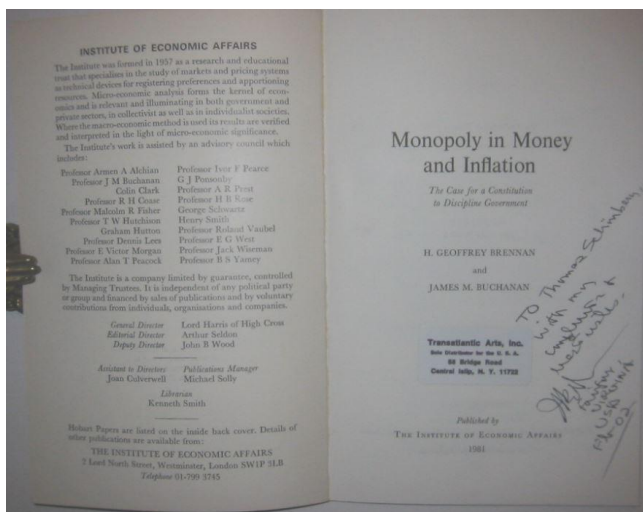 INSTITUTE OF ECONOMIC AFFAIRS
The Institute was formed in 1957 as a research and educational
trust that specialises in the study of markets and pricing systems
as technical devices for registering preferences and apportioning
resources. Micro-economic analysis forms the kernel of econ-
omics and is relevant and illuminating in both government and
private sectors, in collectivist as well as in individualist societies.
Where the macro-economic method is used its results are verified
and interpreted in the light of micro-economic significance.
The Institute's work is assisted by an advisory council which
includes:
Professor Armen A Alchian
Professor J M Buchanan
Colin Clark
Professor R H Coase
Professor Malcolm R Fisher
Professor T W Hutchison
Graham Hutton
Professor Dennis Lees
Professor E Victor Morgan
Professor Alan T Peacock
Professor Ivor F Pearce
G J Ponsonby
Professor A R Prest
Professor H B Rose
George Schwartz
Henry Smith
Professor Roland Vaubel
Professor E G West
Professor Jack Wiseman
Professor B S Yamey
The Institute is a company limited by guarantee, controlled
by Managing Trustees. It is independent of any political party
or group and financed by sales of publications and by voluntary
contributions from individuals, organisations and companies.
General Director Lord Harris of High Cross
Editorial Director Arthur Seldon
Deputy Director John B Wood
Assistant to Directors
Joan Culverwell
Publications Manager
Michael Solly
Librarian
Kenneth Smith
Hobart Papers are listed on the inside back cover. Details of
other publications are available from:
THE INSTITUTE OF ECONOMIC AFFAIRS
2 Lord North Street, Westminster, London SW1P 3LB
Telephone 01-799 3745
Monopoly in Money
and Inflation
The Case for a Constitution
to Discipline Government
H. GEOFFREY BRENNAN
and
JAMES M. BUCHANAN
Transatlantic Arts, Inc.
Sole Distributor for the U. S. A.
88 Bridge Road
Central Islip, N. Y. 11722
TO Thomas
with my
best wishes
Fairfax
VIRGINIA
02
Published by
THE INSTITUTE OF ECONOMIC AFFAIRS
1981